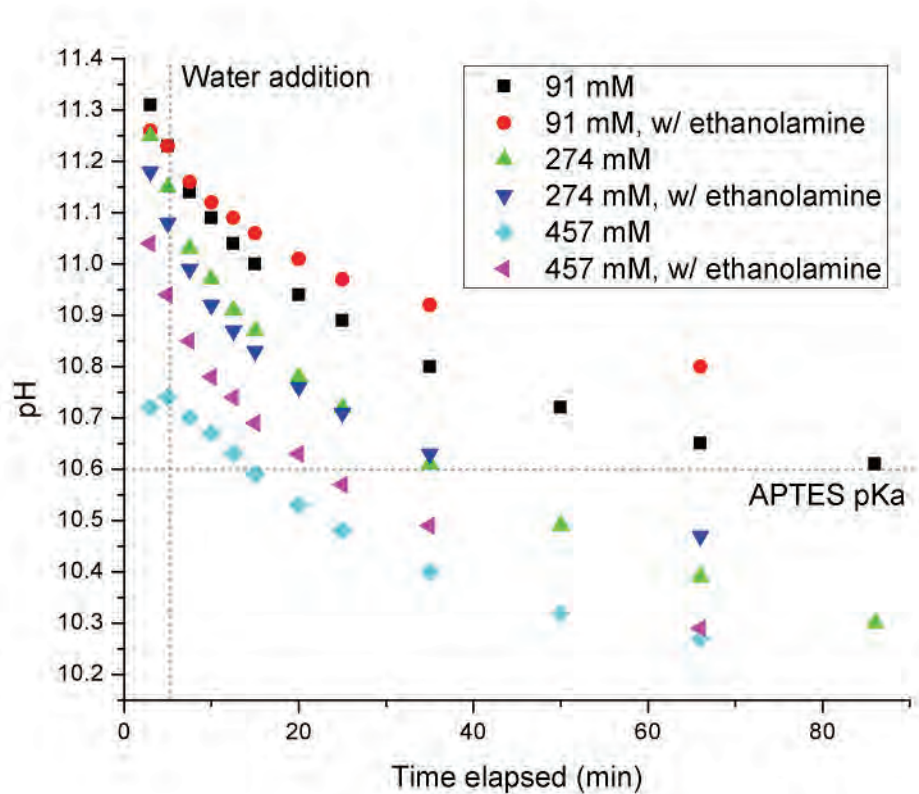 11.4
11.3
11.2
11.1
11.0
10.9
10.8
10.7
10.6
10.5
10.4
10.3
10.2
pH
Water addition
91 mM
91 mM, w/ ethanolamine
274 mM
274 mM, w/ ethanolamine
457 mM
457 mM, w/ ethanolamine
APTES pKa
0 20 40 60 80
Time elapsed (min)